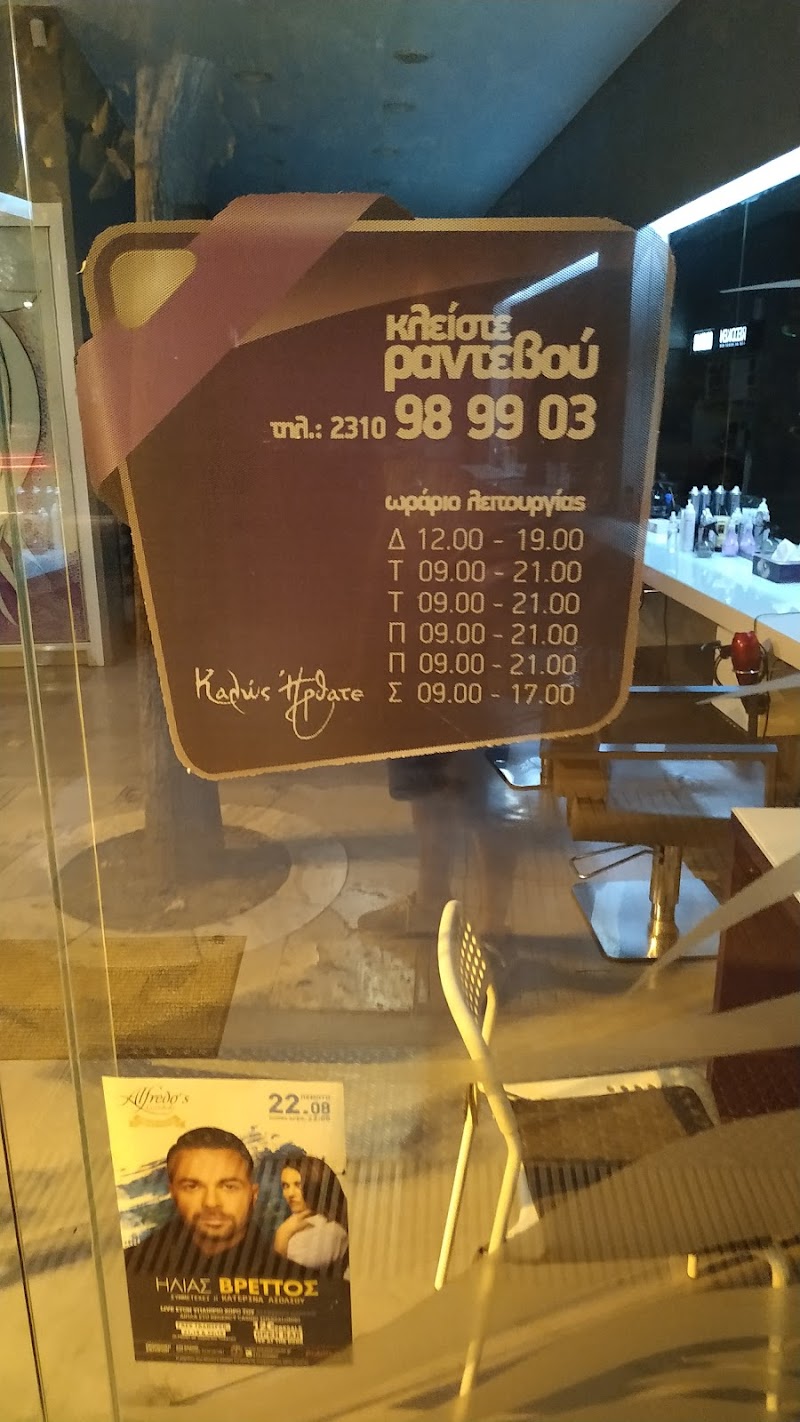 κλείστε
ραντεβού
τηλ.: 2310 98 99 03
ωράριο λειτουργίας
Δ 12.00 - 19.00
Τ 09.00 - 21.00
Τ 09.00 - 21.00
Π 09.00 - 21.00
Π 09.00 - 21.00
Σ 09.00 - 17.00
Καλώς Ήρθατε
Alfredo's
22.08
ΗΛΙΑΣ ΒΡΕΤΤΟΣ